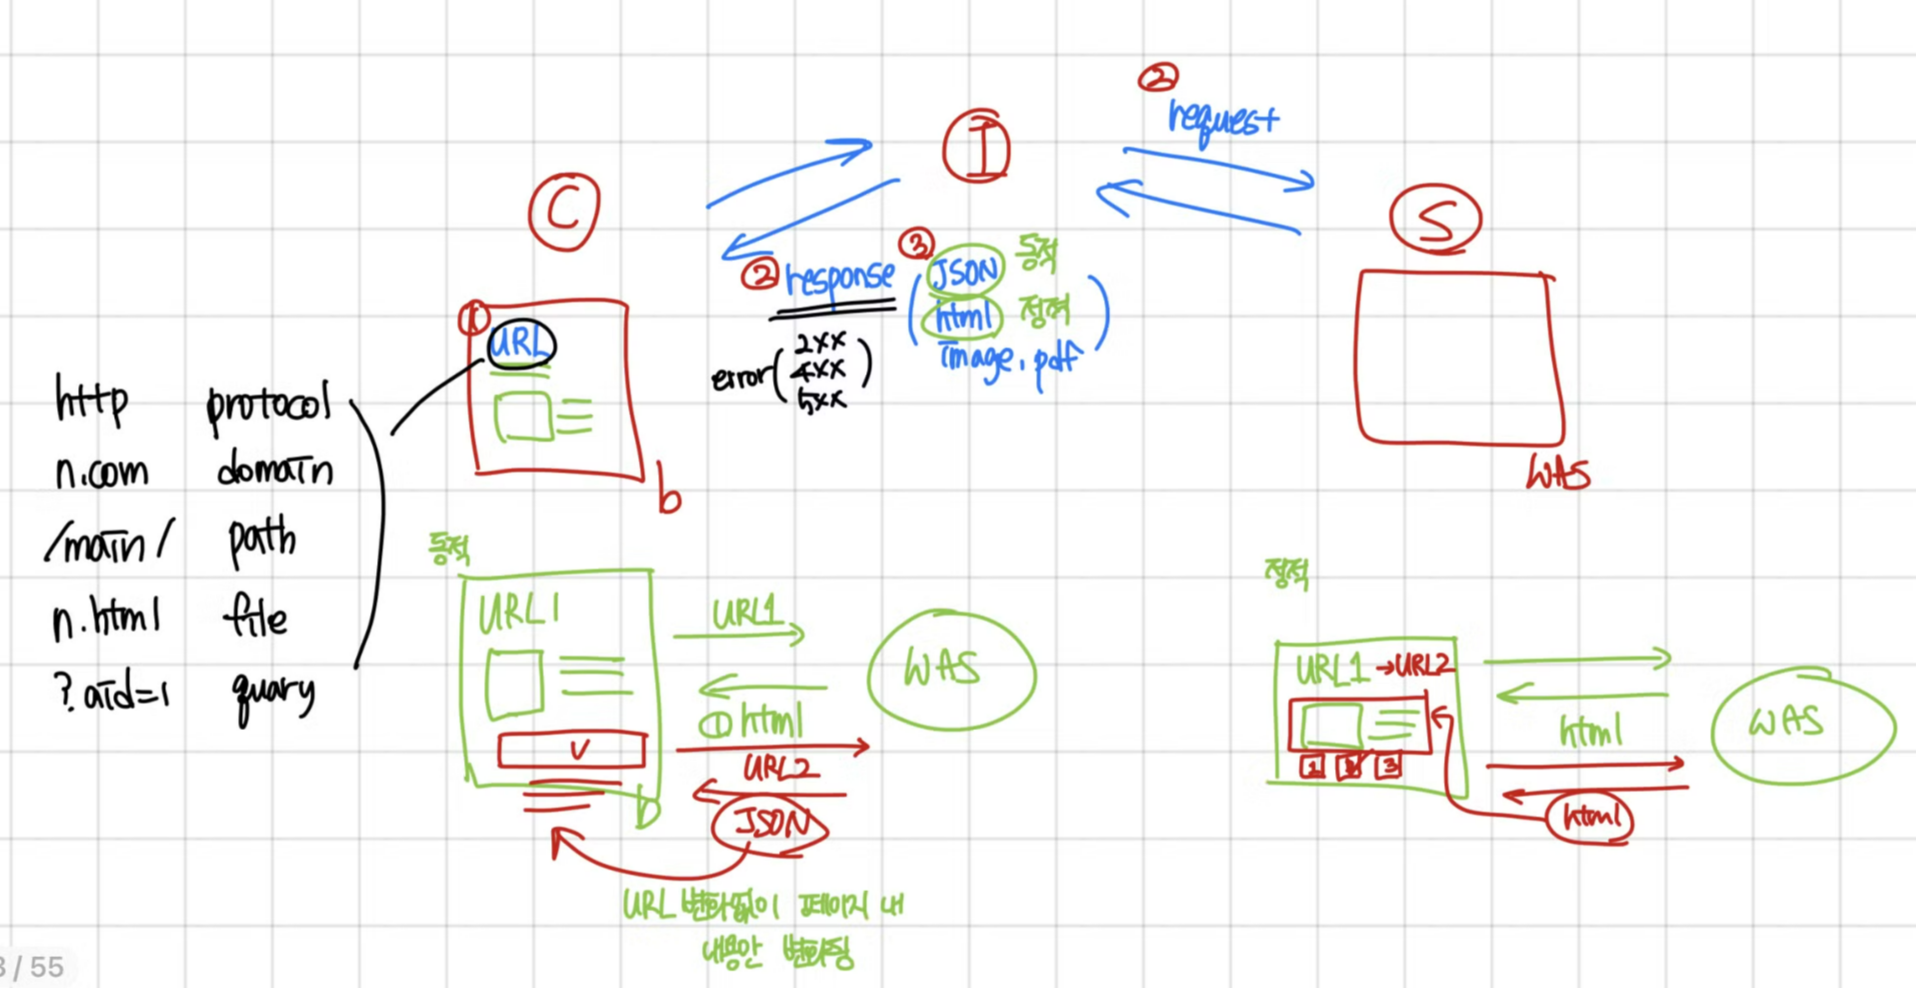 ②
request
I
C
S
③
JSON 동적
② response
html 정적
image, pdf
①
URL
error
2xx
4xx
5xx
http protocol
n.com domain
/main/ path
n.html file
?aid=1 quary
b
WAS
동적
URL1
URL1
WAS
① html
V
URL2
b
JSON
URL 변화없이 페이지 내
내용만 변화됨
정적
URL1 → URL2
html
WAS
1 2 3
html
3 / 55